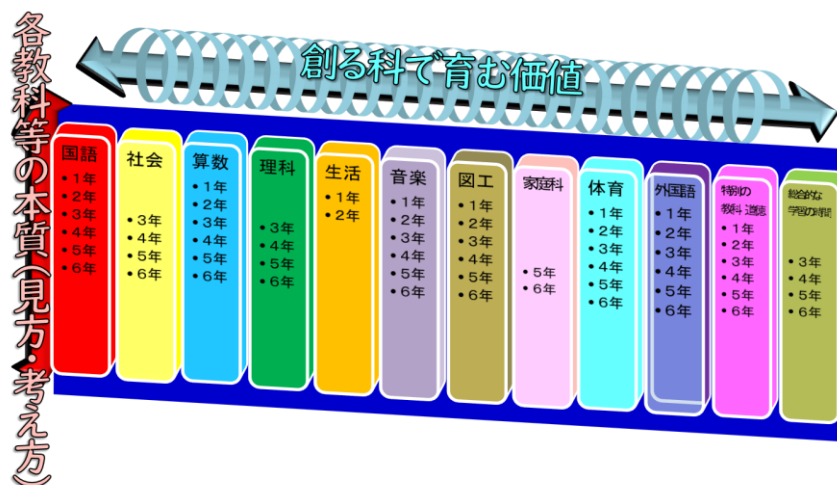 創る科で育む価値
各教科等の本質(見方・考え方)
国語
• 1年
• 2年
• 3年
• 4年
• 5年
• 6年
社会
• 3年
• 4年
• 5年
• 6年
算数
• 1年
• 2年
• 3年
• 4年
• 5年
• 6年
理科
• 3年
• 4年
• 5年
• 6年
生活
• 1年
• 2年
音楽
• 1年
• 2年
• 3年
• 4年
• 5年
• 6年
図工
• 1年
• 2年
• 3年
• 4年
• 5年
• 6年
家庭科
• 5年
• 6年
体育
• 1年
• 2年
• 3年
• 4年
• 5年
• 6年
外国語
• 1年
• 2年
• 3年
• 4年
• 5年
• 6年
特別の
教科 道徳
• 1年
• 2年
• 3年
• 4年
• 5年
• 6年
総合的な
学習の時間
• 3年
• 4年
• 5年
• 6年